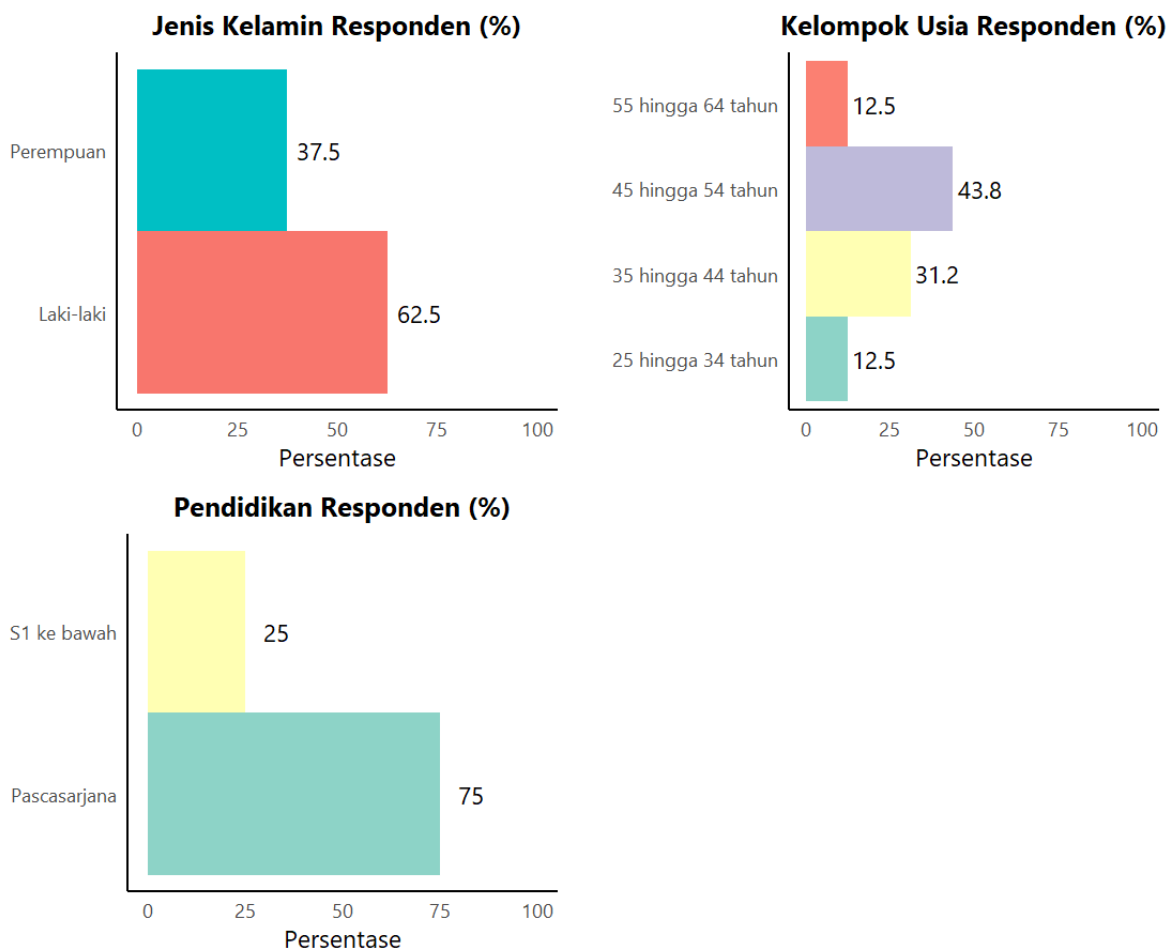 Jenis Kelamin Responden (%)
Perempuan
37.5
Laki-laki
62.5
0 25 50 75 100
Persentase
Kelompok Usia Responden (%)
55 hingga 64 tahun
12.5
45 hingga 54 tahun
43.8
35 hingga 44 tahun
31.2
25 hingga 34 tahun
12.5
0 25 50 75 100
Persentase
Pendidikan Responden (%)
S1 ke bawah
25
Pascasarjana
75
0 25 50 75 100
Persentase